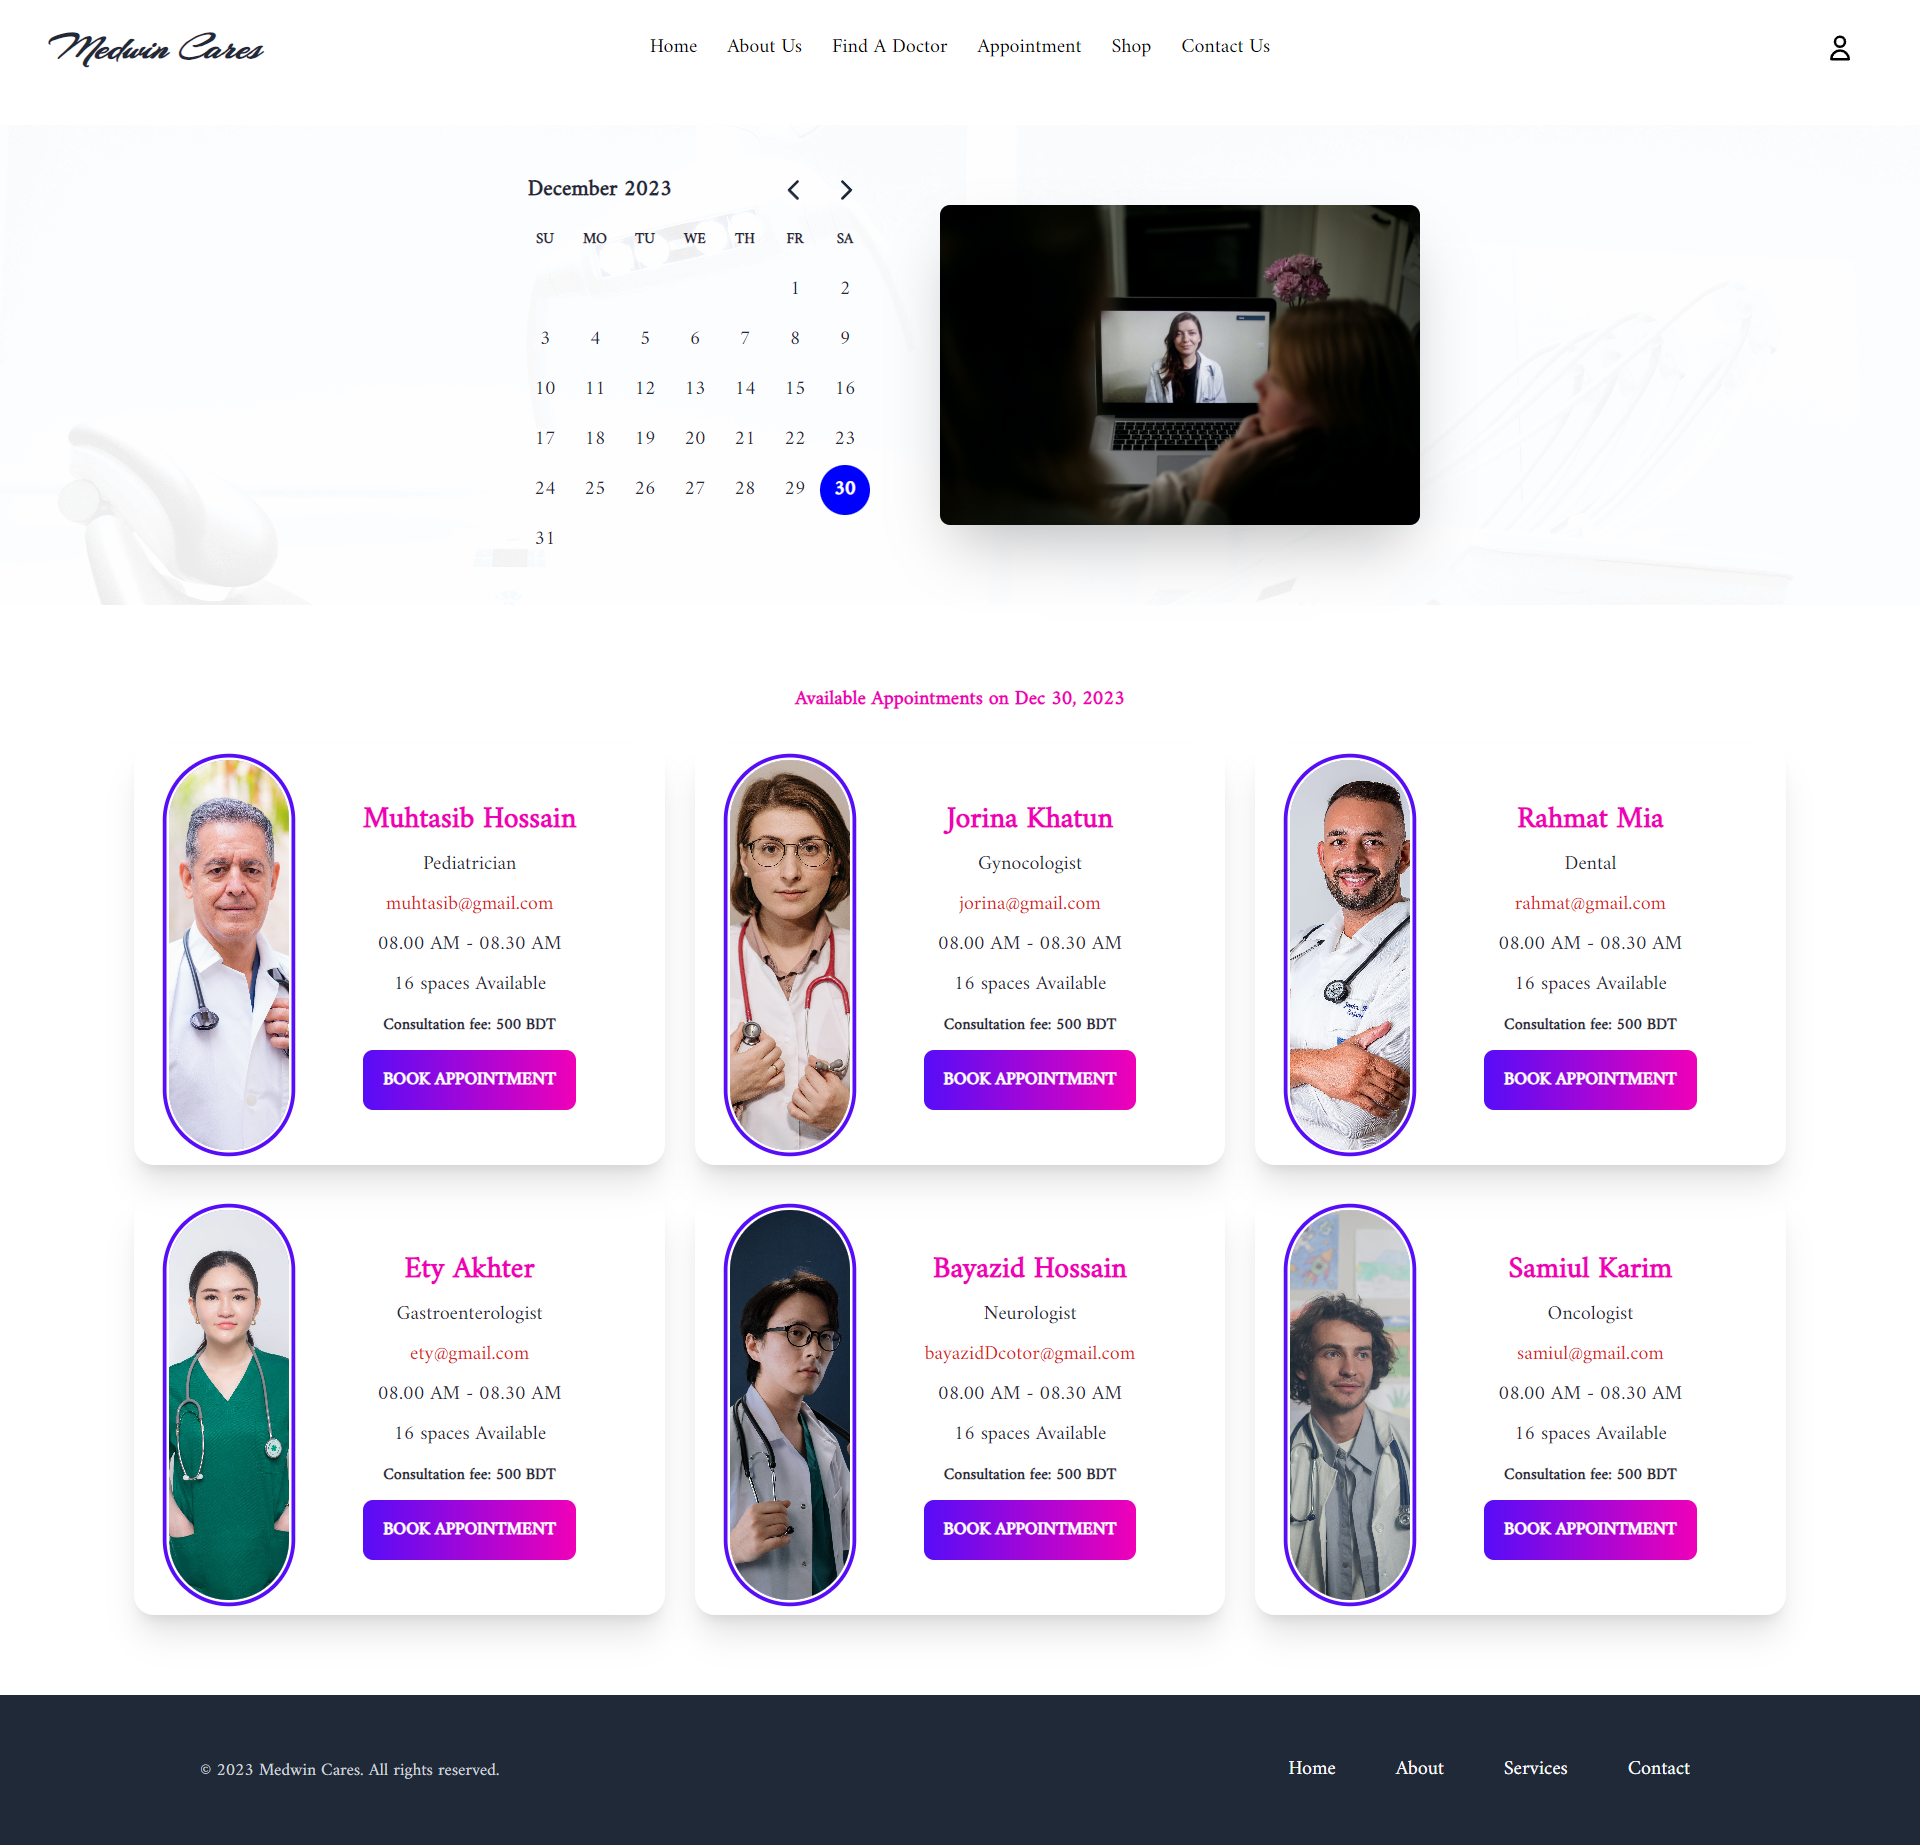 Medwin Cares
Home About Us Find A Doctor Appointment Shop Contact Us
December 2023
SU MO TU WE TH FR SA
1 2
3 4 5 6 7 8 9
10 11 12 13 14 15 16
17 18 19 20 21 22 23
24 25 26 27 28 29 30
31
Available Appointments on Dec 30, 2023
Muhtasib Hossain
Pediatrician
muhtasib@gmail.com
08.00 AM - 08.30 AM
16 spaces Available
Consultation fee: 500 BDT
BOOK APPOINTMENT
Jorina Khatun
Gynocologist
jorina@gmail.com
08.00 AM - 08.30 AM
16 spaces Available
Consultation fee: 500 BDT
BOOK APPOINTMENT
Rahmat Mia
Dental
rahmat@gmail.com
08.00 AM - 08.30 AM
16 spaces Available
Consultation fee: 500 BDT
BOOK APPOINTMENT
Ety Akhter
Gastroenterologist
ety@gmail.com
08.00 AM - 08.30 AM
16 spaces Available
Consultation fee: 500 BDT
BOOK APPOINTMENT
Bayazid Hossain
Neurologist
bayazidDcotor@gmail.com
08.00 AM - 08.30 AM
16 spaces Available
Consultation fee: 500 BDT
BOOK APPOINTMENT
Samiul Karim
Oncologist
samiul@gmail.com
08.00 AM - 08.30 AM
16 spaces Available
Consultation fee: 500 BDT
BOOK APPOINTMENT
© 2023 Medwin Cares. All rights reserved.
Home About Services Contact